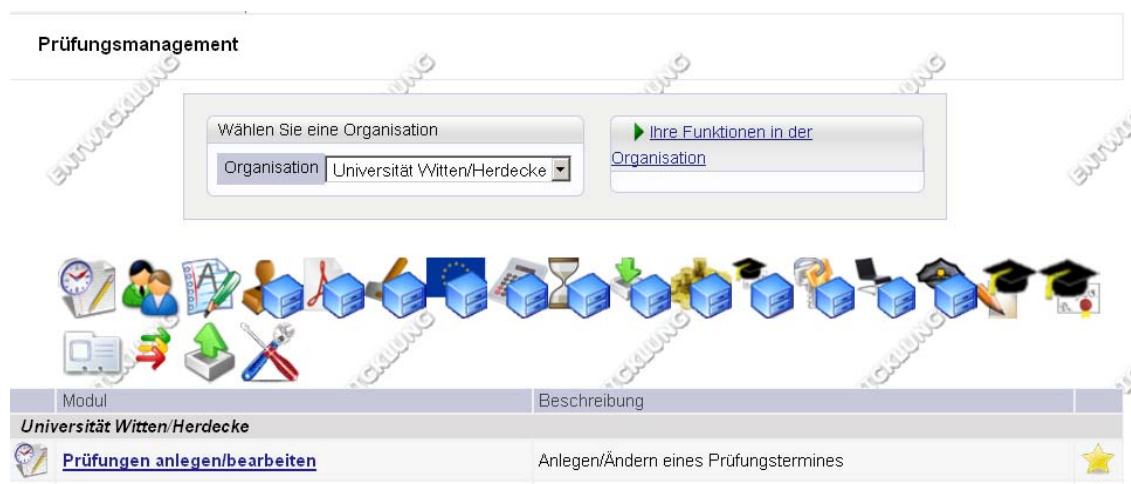 Prüfungsmanagement
ENTWICKLUNG
Wählen Sie eine Organisation
Organisation Universität Witten/Herdecke
Ihre Funktionen in der
Organisation
Modul Beschreibung
Universität Witten/Herdecke
Prüfungen anlegen/bearbeiten Anlegen/Ändern eines Prüfungstermines